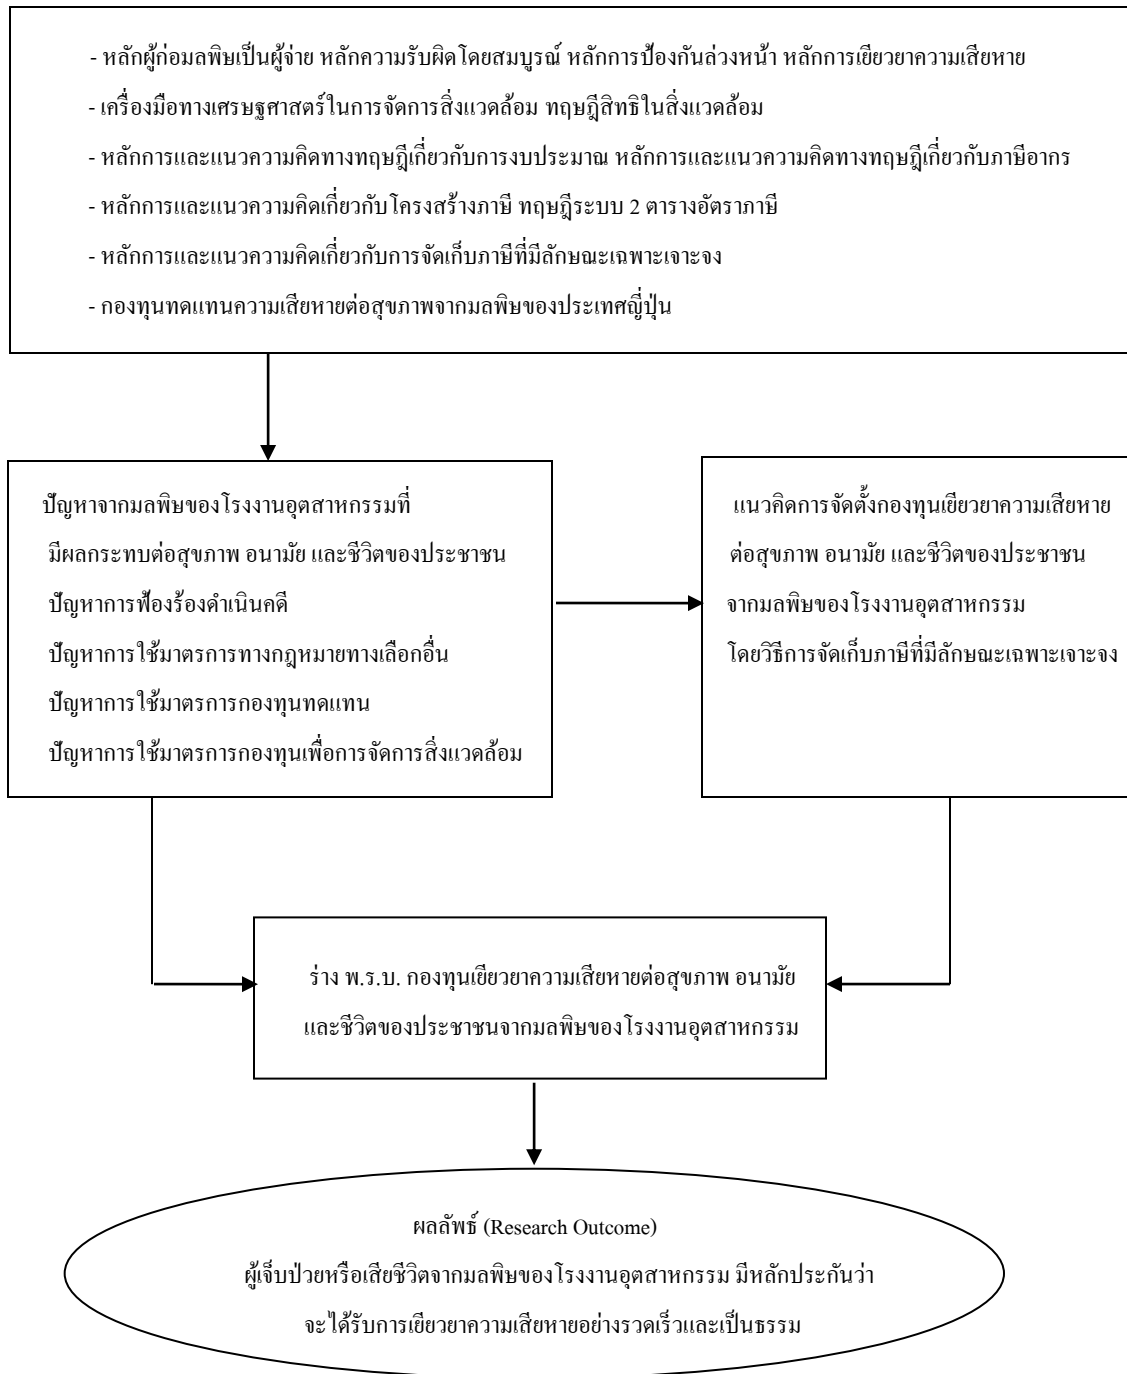 - หลักผู้ก่อมลพิษเป็นผู้จ่าย หลักความรับผิดโดยสมบูรณ์ หลักการป้องกันล่วงหน้า หลักการเยียวยาความเสียหาย
- เครื่องมือทางเศรษฐศาสตร์ในการจัดการสิ่งแวดล้อม ทฤษฎีสิทธิในสิ่งแวดล้อม
- หลักการและแนวความคิดทางทฤษฎีเกี่ยวกับการงบประมาณ หลักการและแนวความคิดทางทฤษฎีเกี่ยวกับภาษีอากร
- หลักการและแนวความคิดเกี่ยวกับโครงสร้างภาษี ทฤษฎีระบบ 2 ตารางอัตราภาษี
- หลักการและแนวความคิดเกี่ยวกับการจัดเก็บภาษีที่มีลักษณะเฉพาะเจาะจง
- กองทุนทดแทนความเสียหายต่อสุขภาพจากมลพิษของประเทศญี่ปุ่น
ปัญหาจากมลพิษของโรงงานอุตสาหกรรมที่
มีผลกระทบต่อสุขภาพ อนามัย และชีวิตของประชาชน
ปัญหาการฟ้องร้องดำเนินคดี
ปัญหาการใช้มาตรการทางกฎหมายทางเลือกอื่น
ปัญหาการใช้มาตรการกองทุนทดแทน
ปัญหาการใช้มาตรการกองทุนเพื่อการจัดการสิ่งแวดล้อม
แนวคิดการจัดตั้งกองทุนเยียวยาความเสียหาย
ต่อสุขภาพ อนามัย และชีวิตของประชาชน
จากมลพิษของโรงงานอุตสาหกรรม
โดยวิธีการจัดเก็บภาษีที่มีลักษณะเฉพาะเจาะจง
ร่าง พ.ร.บ. กองทุนเยียวยาความเสียหายต่อสุขภาพ อนามัย
และชีวิตของประชาชนจากมลพิษของโรงงานอุตสาหกรรม
ผลลัพธ์ (Research Outcome)
ผู้เจ็บป่วยหรือเสียชีวิตจากมลพิษของโรงงานอุตสาหกรรม มีหลักประกันว่า
จะได้รับการเยียวยาความเสียหายอย่างรวดเร็วและเป็นธรรม